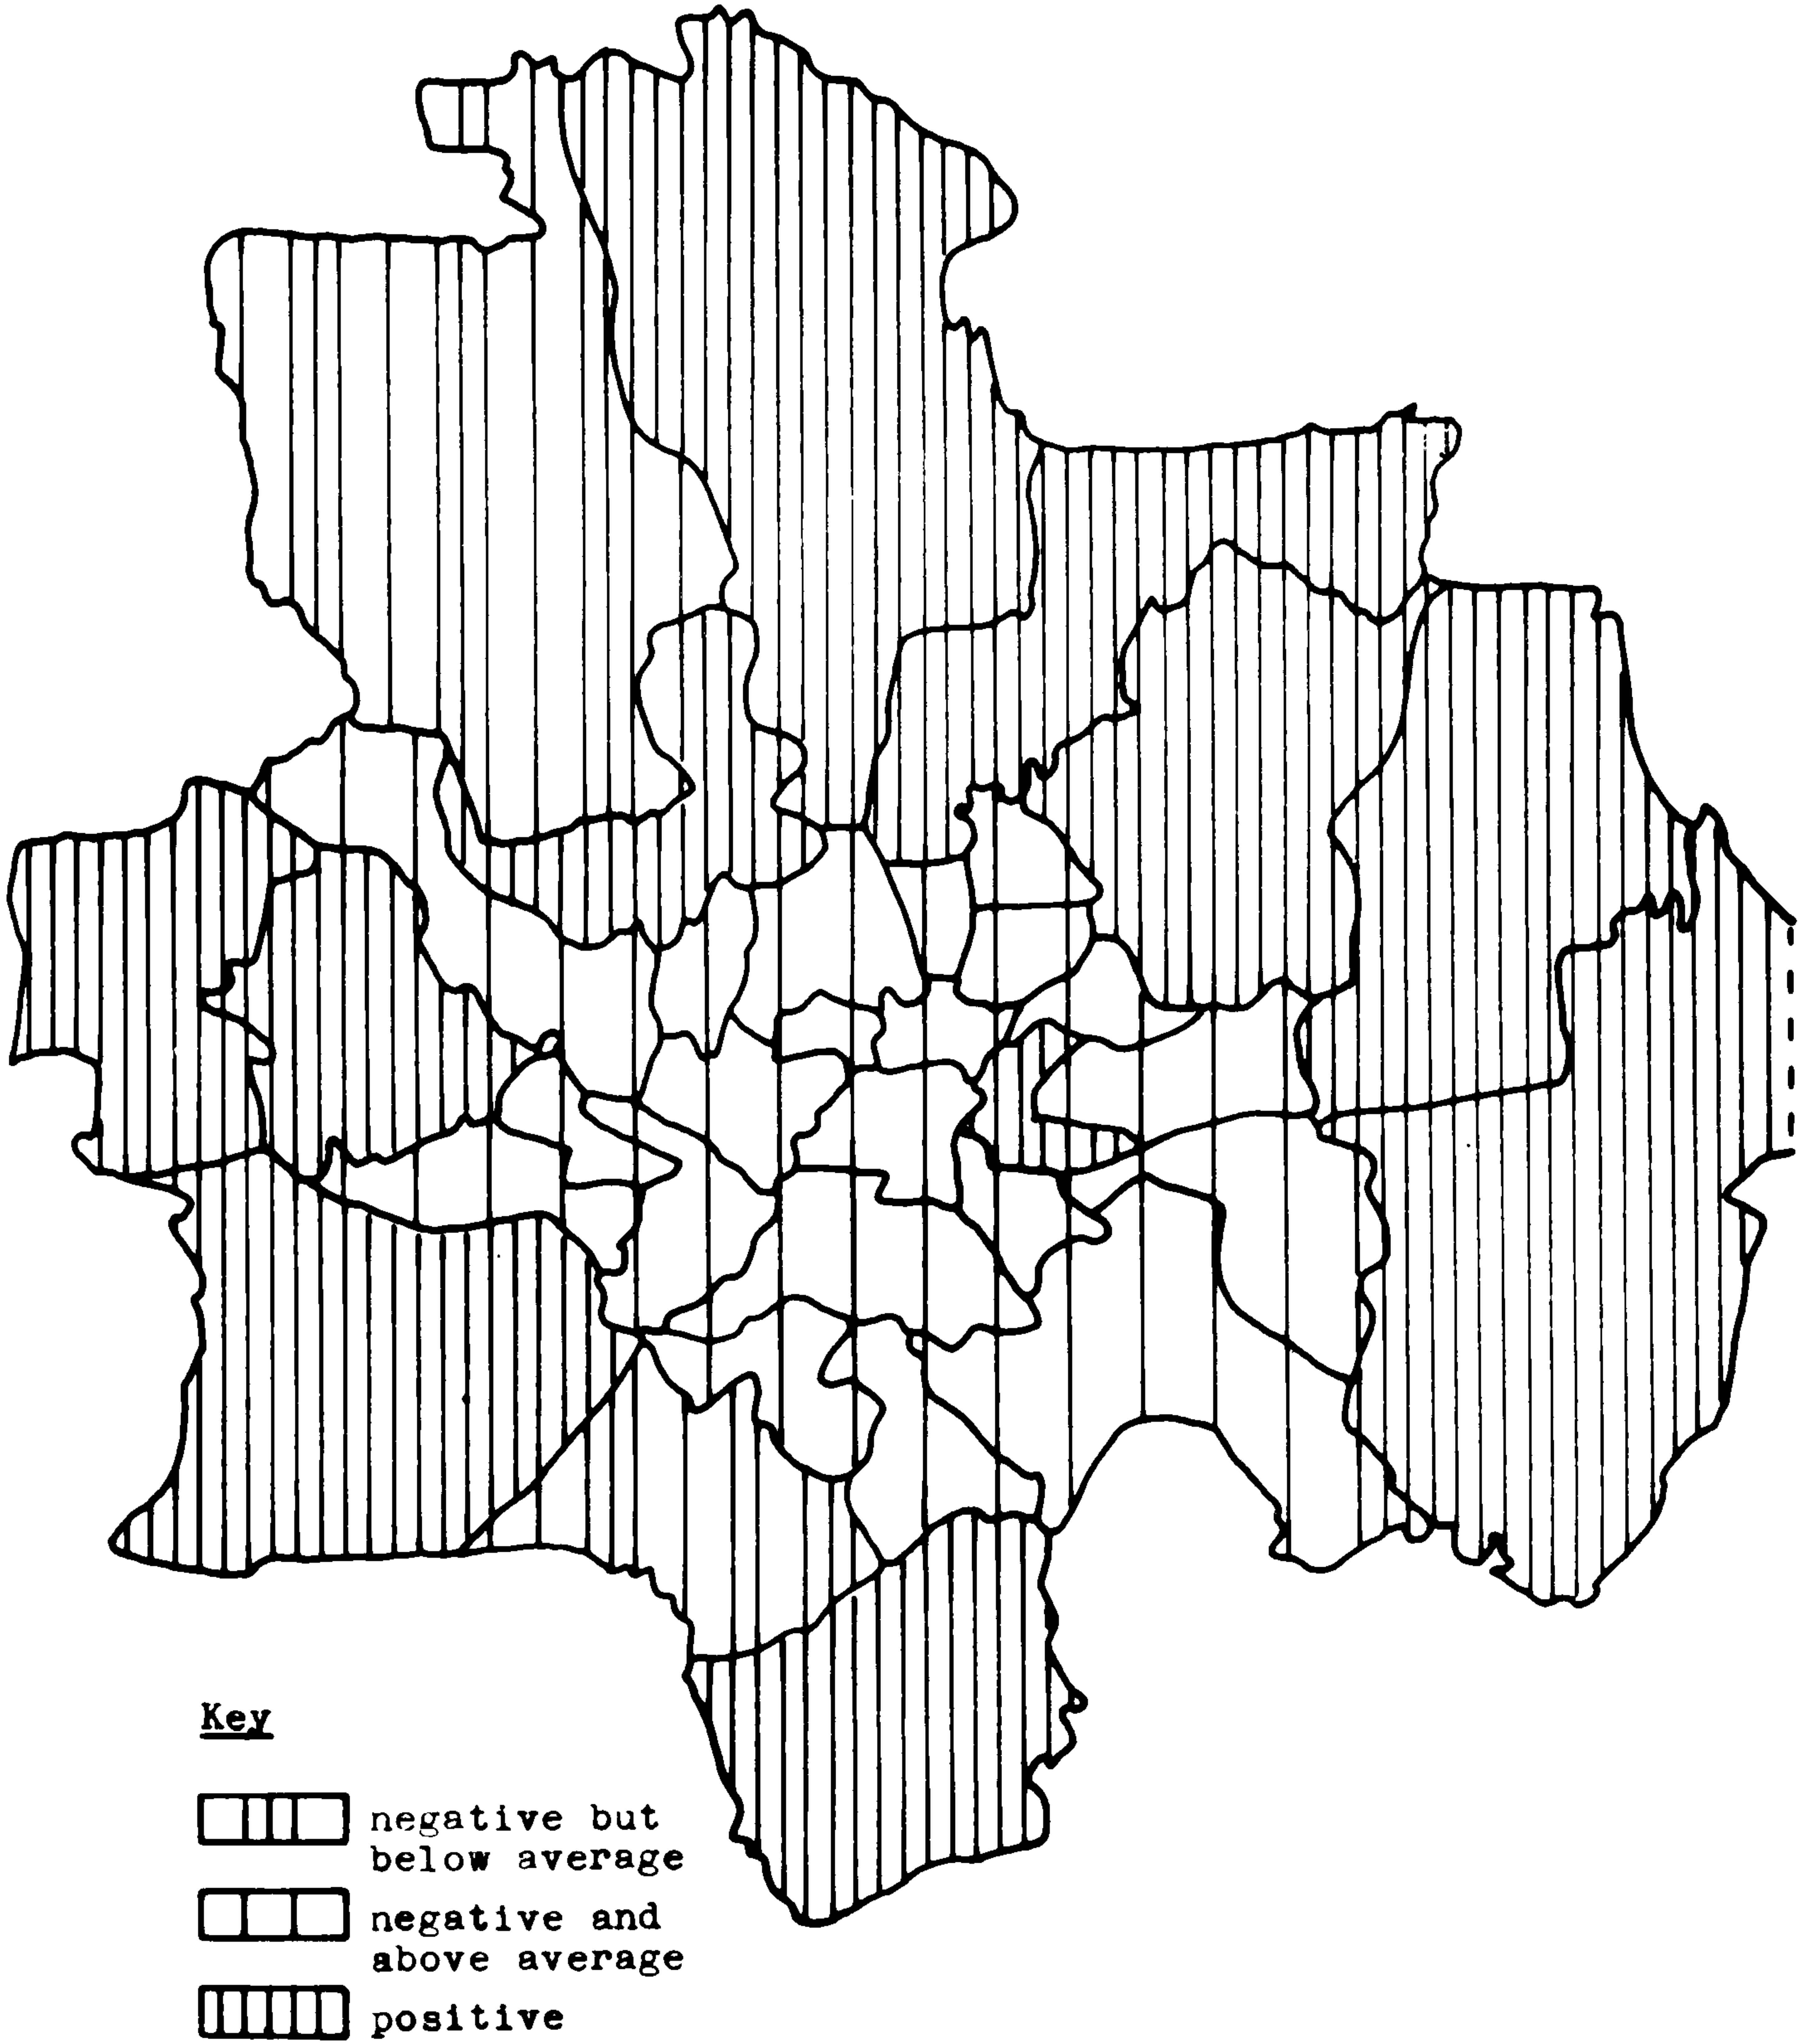 Key
negative but
below average
negative and
above average
positive